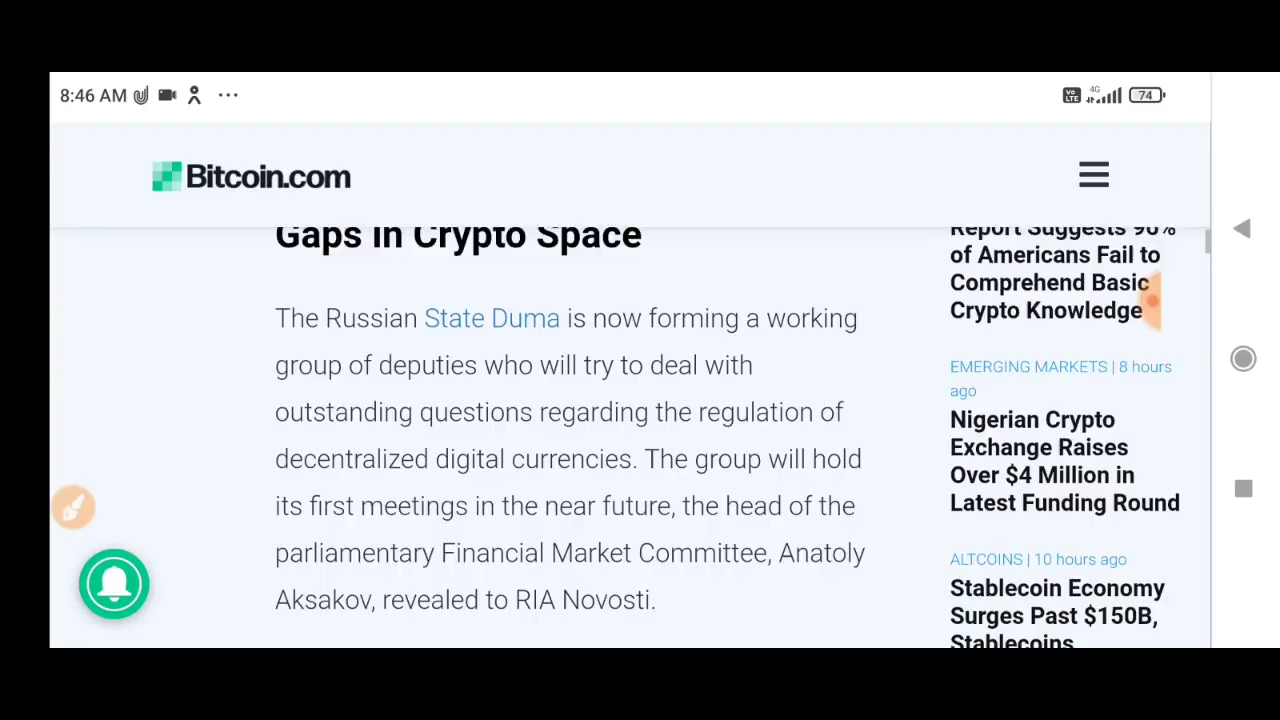 8:46 AM
Vo LTE 4G 74
Bitcoin.com
Gaps in Crypto Space
The Russian State Duma is now forming a working
group of deputies who will try to deal with
outstanding questions regarding the regulation of
decentralized digital currencies. The group will hold
its first meetings in the near future, the head of the
parliamentary Financial Market Committee, Anatoly
Aksakov, revealed to RIA Novosti.
Report Suggests 96%
of Americans Fail to
Comprehend Basic
Crypto Knowledge
EMERGING MARKETS | 8 hours
ago
Nigerian Crypto
Exchange Raises
Over $4 Million in
Latest Funding Round
ALTCOINS | 10 hours ago
Stablecoin Economy
Surges Past $150B,
Stablecoins